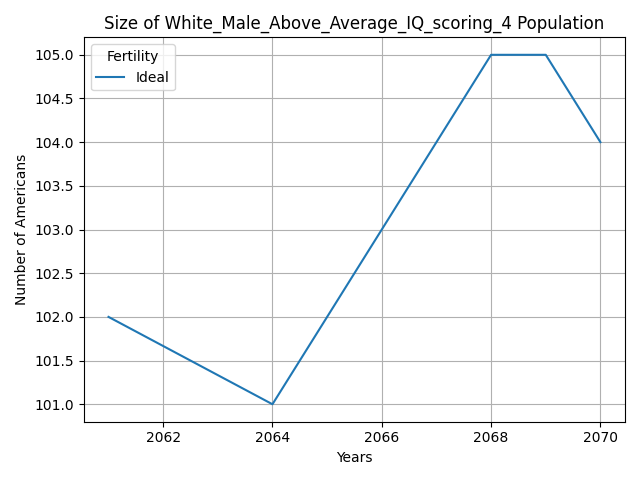 Size of White_Male_Above_Average_IQ_scoring_4 Population
Fertility
Ideal
Number of Americans
105.0
104.5
104.0
103.5
103.0
102.5
102.0
101.5
101.0
2062 2064 2066 2068 2070
Years